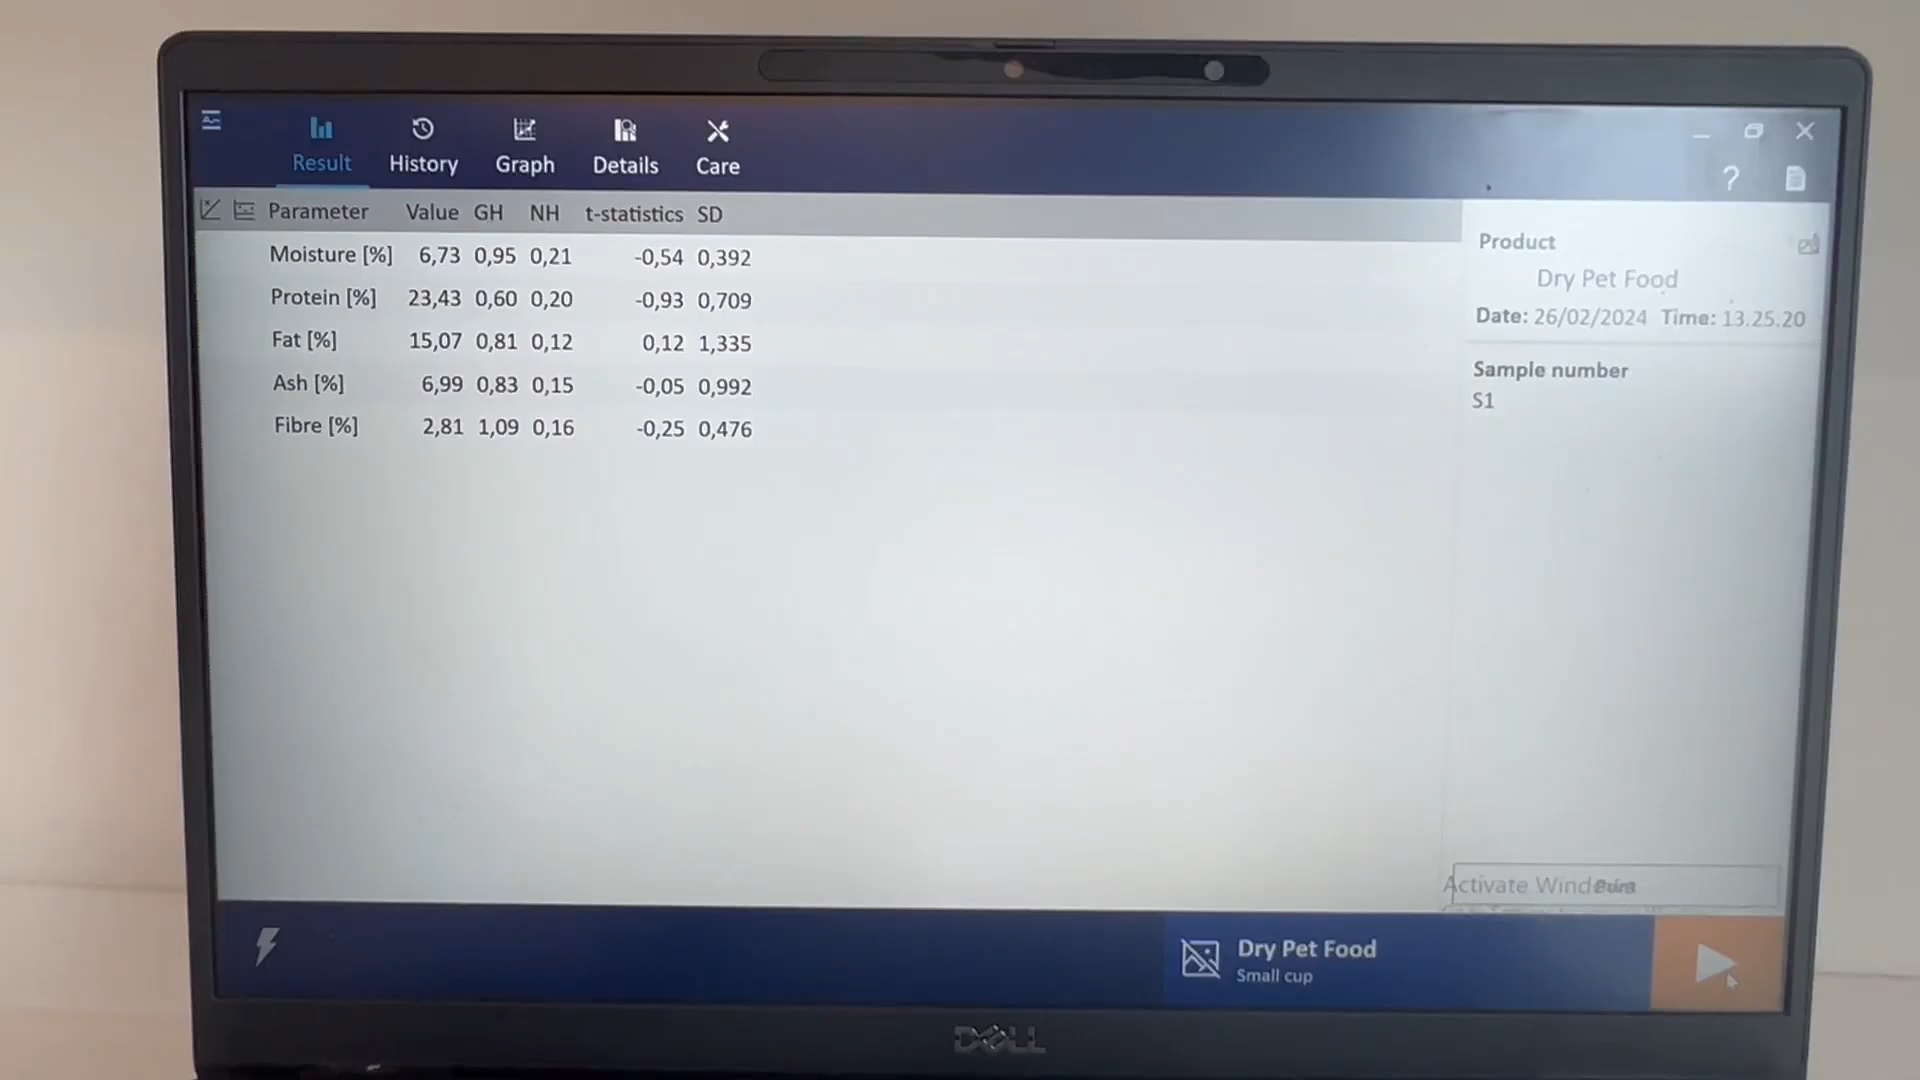 Result History Graph Details Care
?
Parameter Value GH NH t-statistics SD
Moisture [%] 6,73 0,95 0,21 -0,54 0,392
Protein [%] 23,43 0,60 0,20 -0,93 0,709
Fat [%] 15,07 0,81 0,12 0,12 1,335
Ash [%] 6,99 0,83 0,15 -0,05 0,992
Fibre [%] 2,81 1,09 0,16 -0,25 0,476
Product
Dry Pet Food
Date: 26/02/2024 Time: 13.25.20
Sample number
S1
Activate
Dry Pet Food
Small cup
DELL